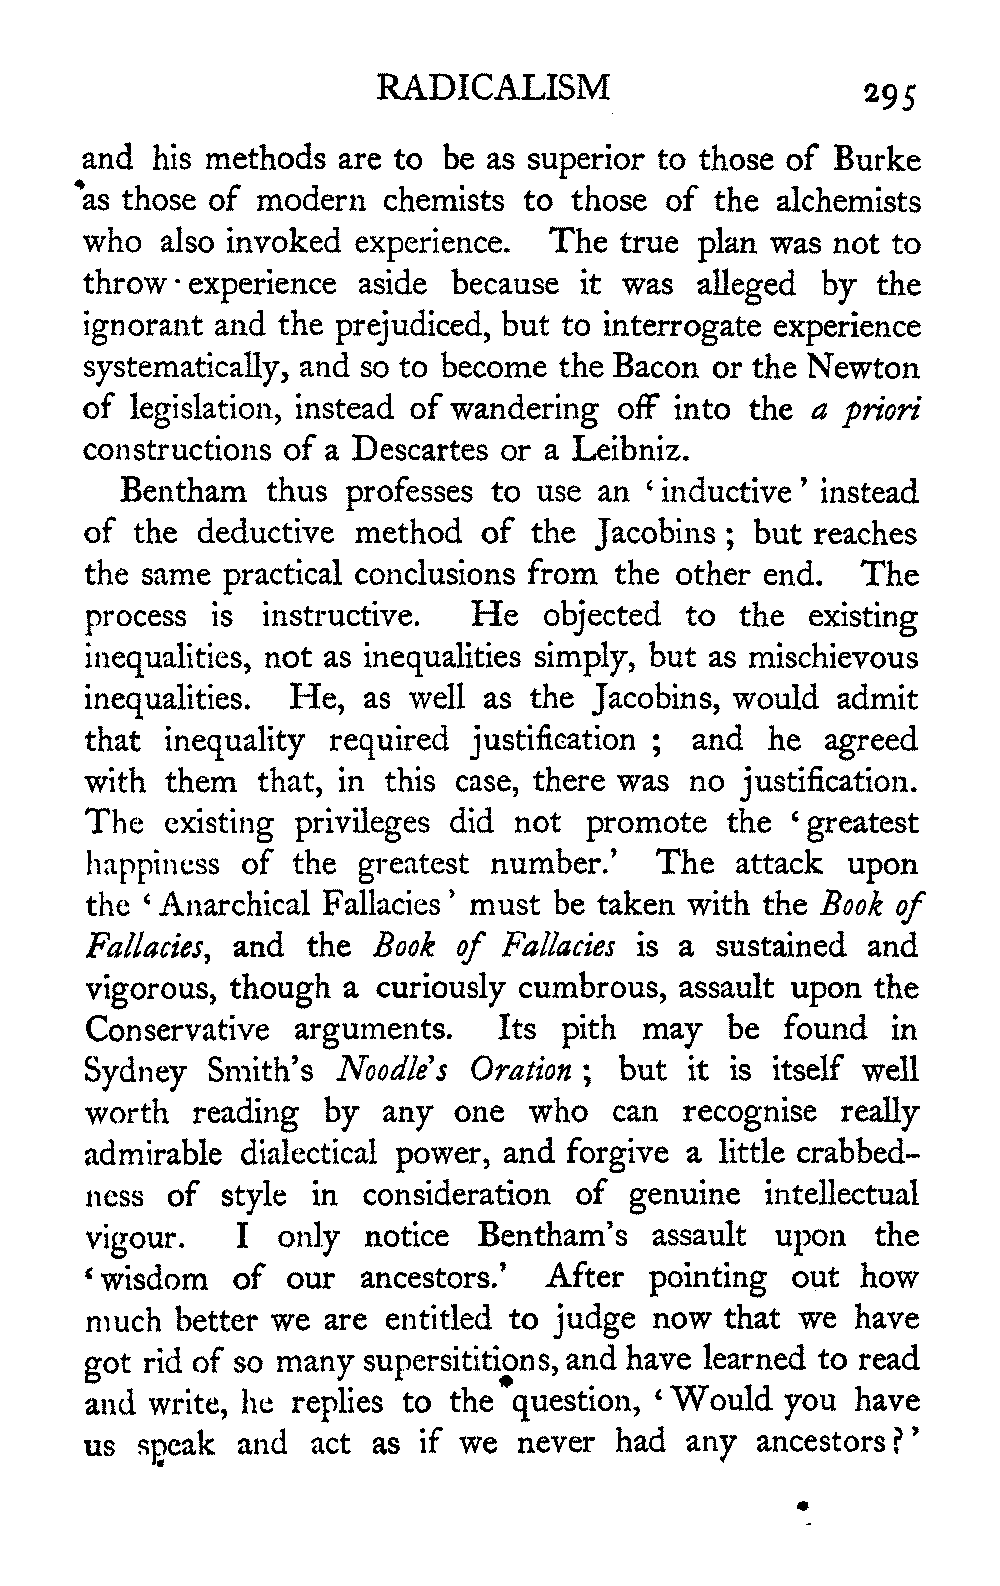 RADICALISM 295
and his methods are to be as superior to those of Burke
as those of modern chemists to those of the alchemists
who also invoked experience. The true plan was not to
throw experience aside because it was alleged by the
ignorant and the prejudiced, but to interrogate experience
systematically, and so to become the Bacon or the Newton
of legislation, instead of wandering off into the a priori
constructions of a Descartes or a Leibniz.
Bentham thus professes to use an ‘inductive’ instead
of the deductive method of the Jacobins; but reaches
the same practical conclusions from the other end. The
process is instructive. He objected to the existing
inequalities, not as inequalities simply, but as mischievous
inequalities. He, as well as the Jacobins, would admit
that inequality required justification; and he agreed
with them that, in this case, there was no justification.
The existing privileges did not promote the ‘greatest
happiness of the greatest number.’ The attack upon
the ‘Anarchical Fallacies’ must be taken with the Book of
Fallacies, and the Book of Fallacies is a sustained and
vigorous, though a curiously cumbrous, assault upon the
Conservative arguments. Its pith may be found in
Sydney Smith’s Noodle’s Oration; but it is itself well
worth reading by any one who can recognise really
admirable dialectical power, and forgive a little crabbed-
ness of style in consideration of genuine intellectual
vigour. I only notice Bentham’s assault upon the
‘wisdom of our ancestors.’ After pointing out how
much better we are entitled to judge now that we have
got rid of so many supersititions, and have learned to read
and write, he replies to the question, ‘Would you have
us speak and act as if we never had any ancestors?’